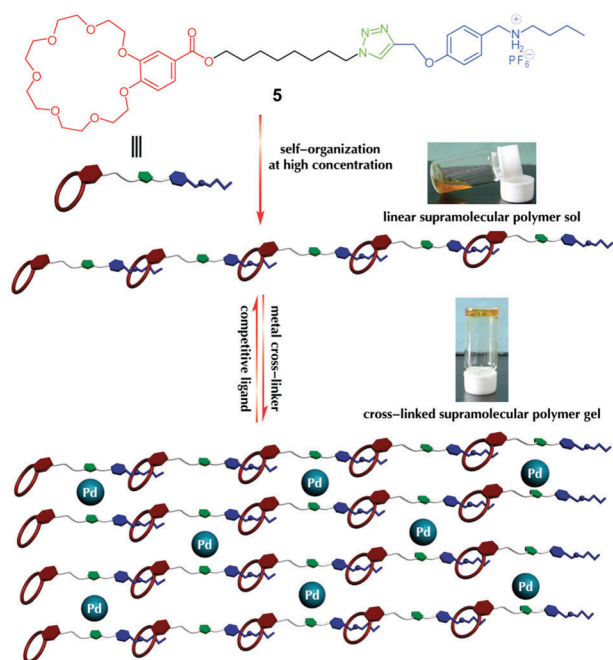 O O O O O O O O O O N N N O N H2 + PF6 −
5
self–organization
at high concentration
linear supramolecular polymer sol
metal cross–linker
competitive ligand
cross–linked supramolecular polymer gel
Pd Pd Pd
Pd Pd
Pd Pd Pd